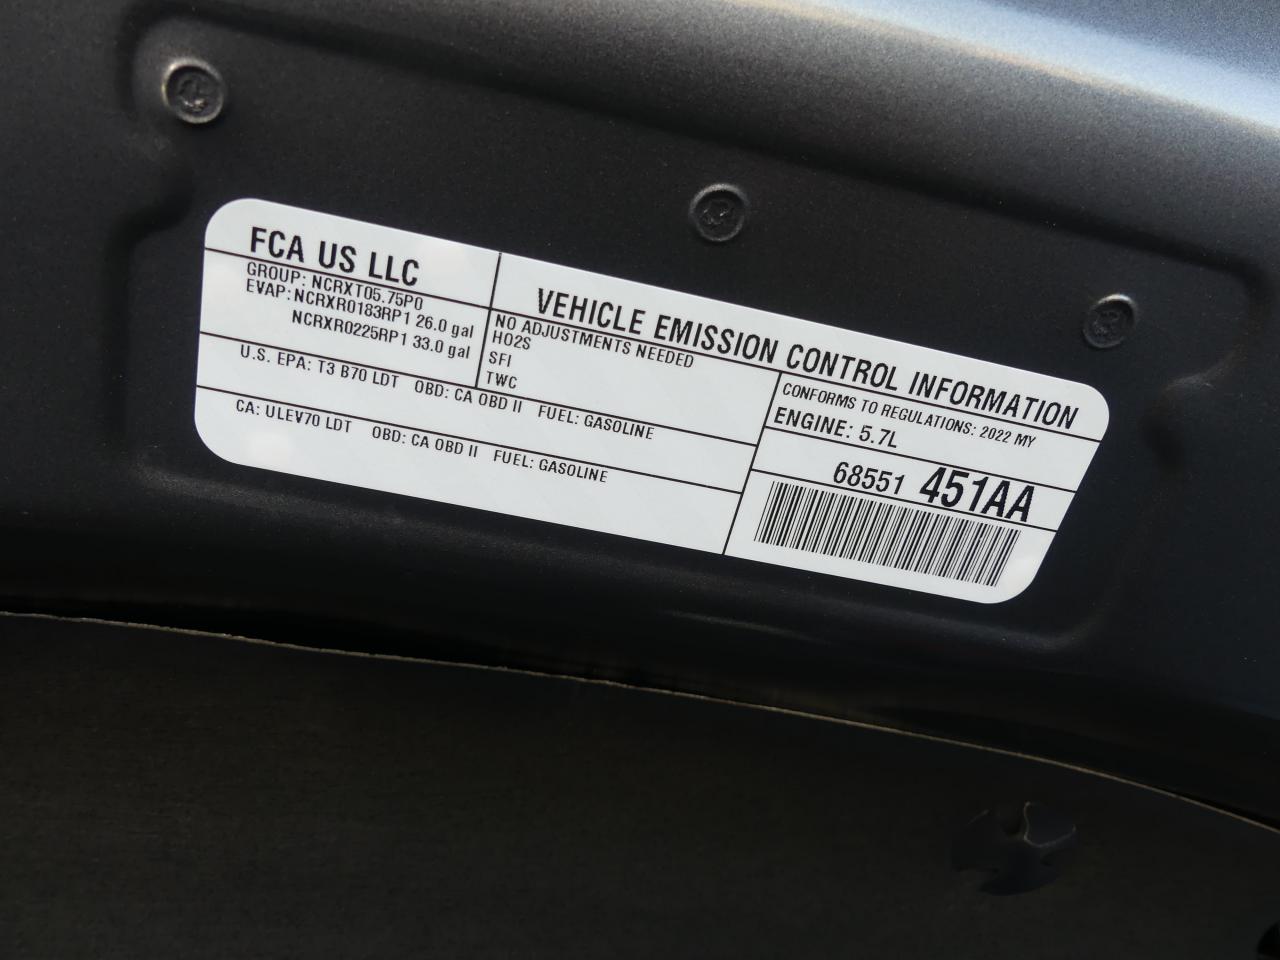 FCA US LLC
GROUP: NCRXT05.75P0
EVAP: NCRXR0183RP1 26.0 gal
NCRXR0225RP1 33.0 gal
VEHICLE EMISSION CONTROL INFORMATION
NO ADJUSTMENTS NEEDED
HO2S
SFI
TWC
CONFORMS TO REGULATIONS: 2022 MY
ENGINE: 5.7L
U.S. EPA: T3 B70 LDT OBD: CA OBD II FUEL: GASOLINE
CA: ULEV70 LDT OBD: CA OBD II FUEL: GASOLINE
68551 451AA